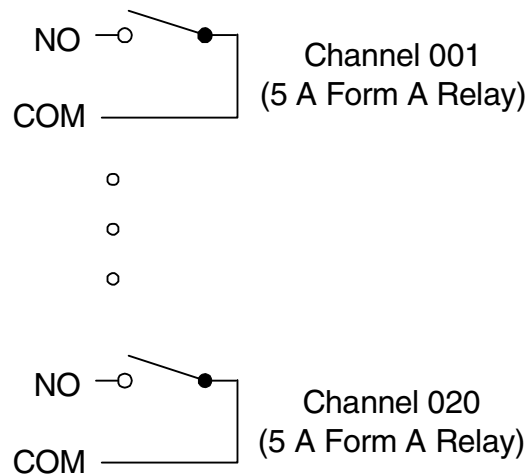 NO
Channel 001
(5 A Form A Relay)
COM
NO
Channel 020
(5 A Form A Relay)
COM